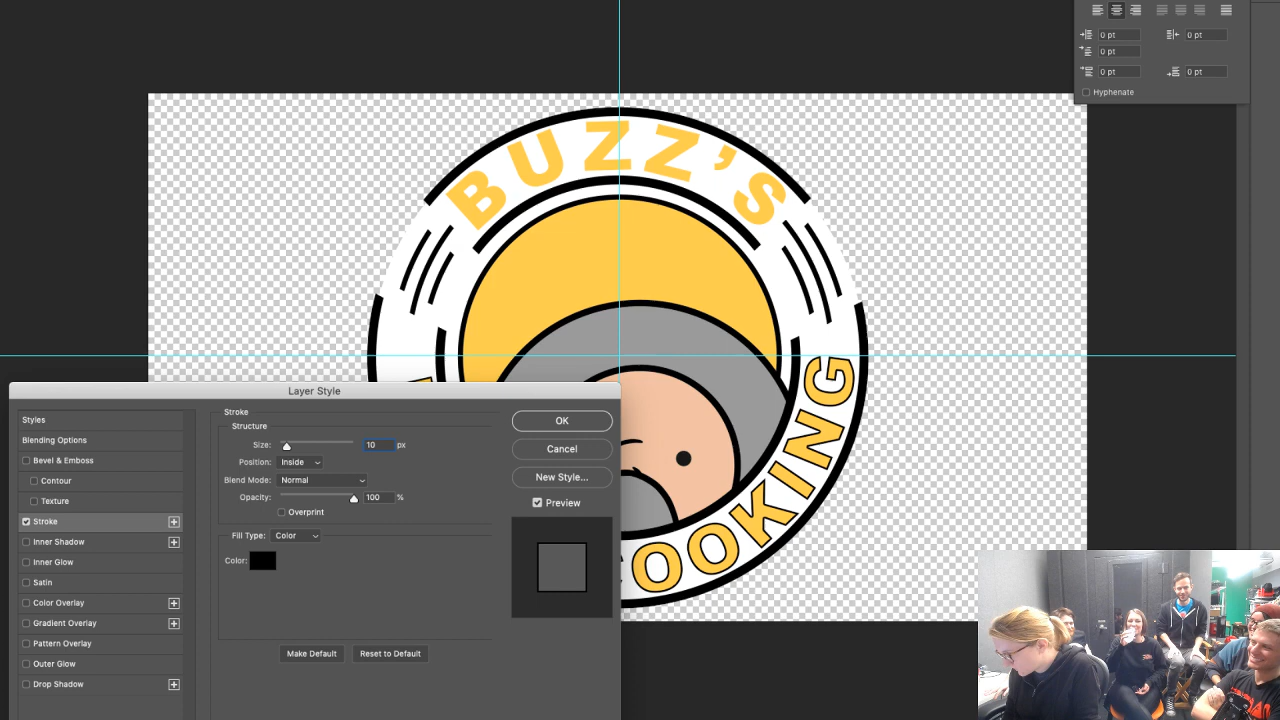 0 pt
0 pt
0 pt
0 pt
0 pt
Hyphenate
BUZZ'S
COOKING
Layer Style
Styles
Blending Options
Bevel & Emboss
Contour
Texture
Stroke
Inner Shadow
Inner Glow
Satin
Color Overlay
Gradient Overlay
Pattern Overlay
Outer Glow
Drop Shadow
Stroke
Structure
Size: 10 px
Position: Inside
Blend Mode: Normal
Opacity: 100 %
Overprint
Fill Type: Color
Color:
Make Default
Reset to Default
OK
Cancel
New Style...
Preview